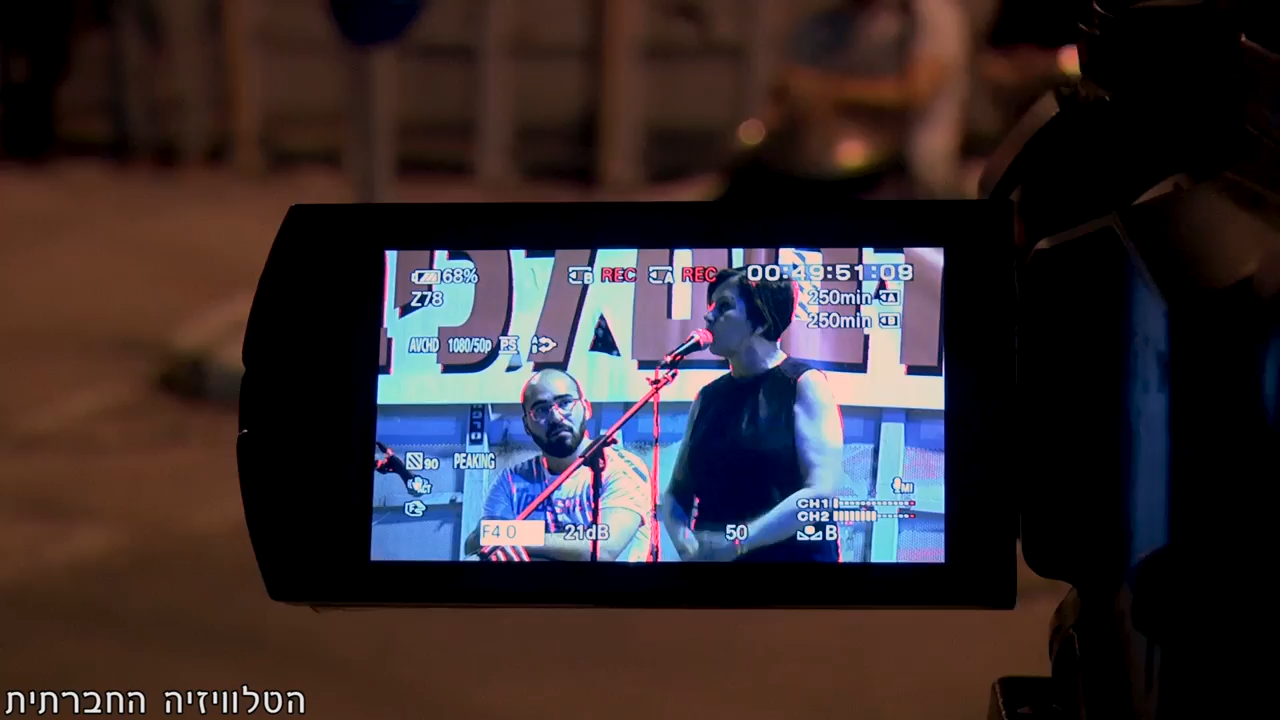 68% B REC A REC 00:49:51:09
Z78 250min A
250min B
AVCHD 1080/50p PS
90 PEAKING
CH1
CH2
F4 0 21dB 50 B
הטלוויזיה החברתית